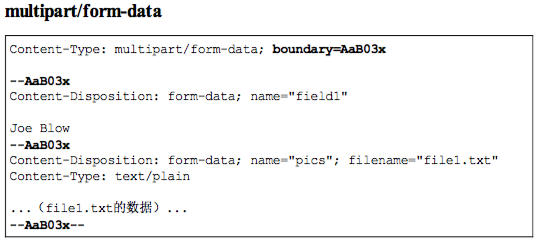 multipart/form-data
Content-Type: multipart/form-data; boundary=AaB03x
--AaB03x
Content-Disposition: form-data; name="field1"
Joe Blow
--AaB03x
Content-Disposition: form-data; name="pics"; filename="file1.txt"
Content-Type: text/plain
...（file1.txt的数据）...
--AaB03x--